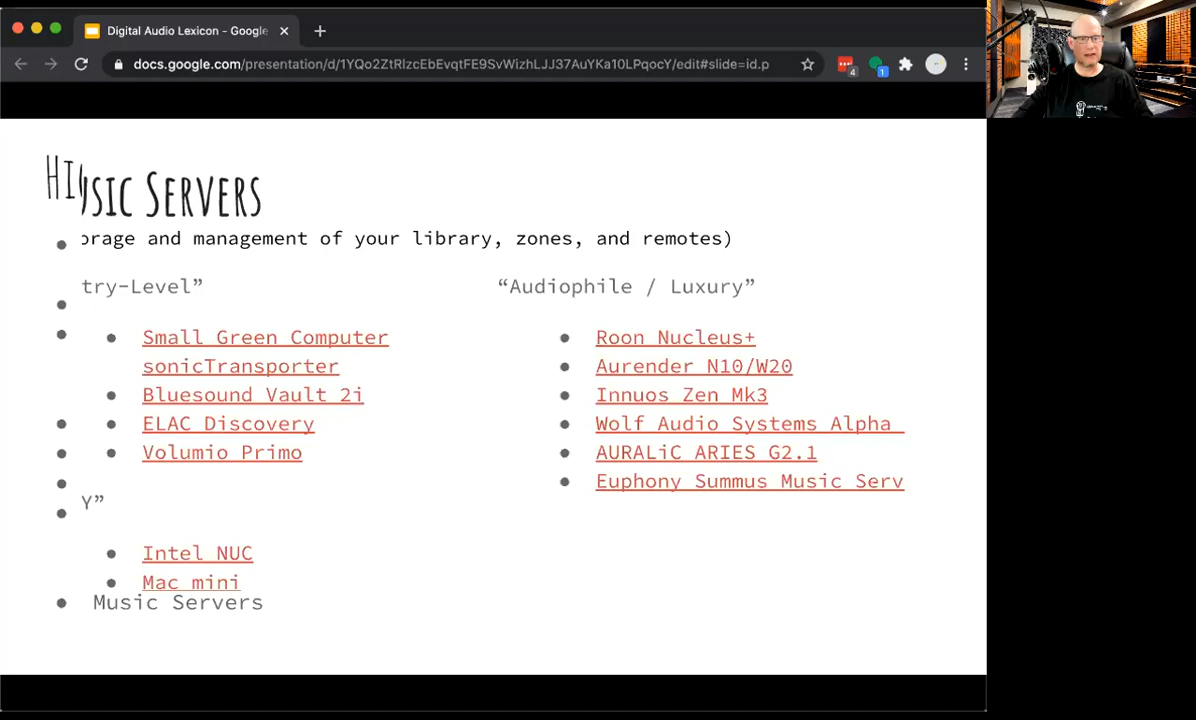 Digital Audio Lexicon - Google
docs.google.com/presentation/d/1YQo2ZtRlzcEbEvqtFE9SvWizhLJJ37AuYKa10LPqocY/edit#slide=id.p
4
1
HI
USIC SERVERS
orage and management of your library, zones, and remotes)
try-Level”
• Small Green Computer
sonicTransporter
• Bluesound Vault 2i
• ELAC Discovery
• Volumio Primo
Y”
• Intel NUC
• Mac mini
• Music Servers
“Audiophile / Luxury”
• Roon Nucleus+
• Aurender N10/W20
• Innuos Zen Mk3
• Wolf Audio Systems Alpha
• AURALiC ARIES G2.1
• Euphony Summus Music Serv